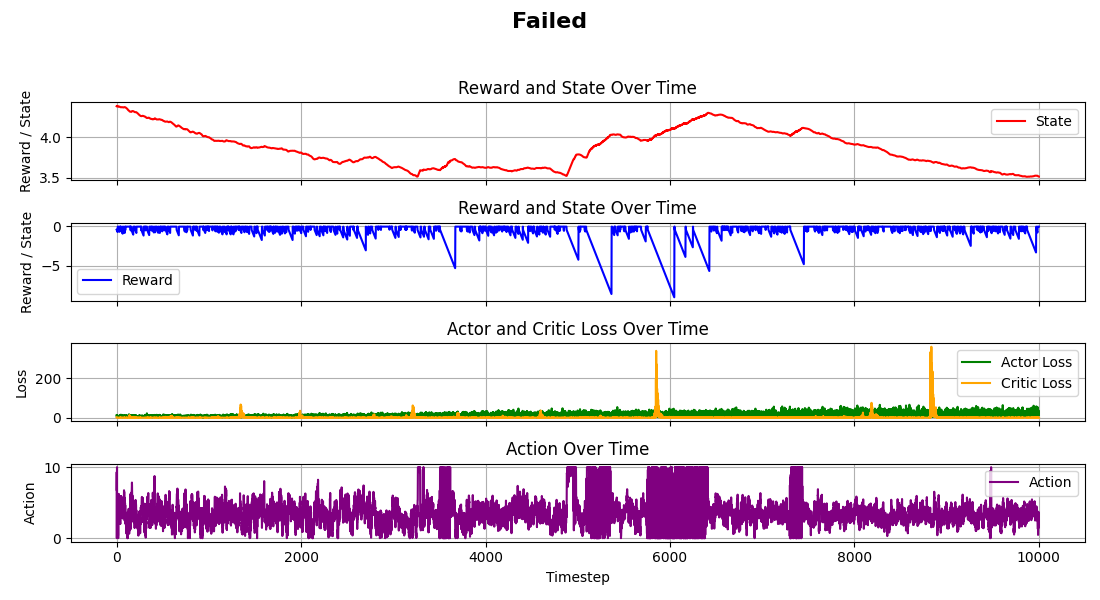 Failed
Reward and State Over Time
Reward / State
4.0
3.5
State
Reward and State Over Time
Reward / State
0
−5
Reward
Actor and Critic Loss Over Time
Loss
200
0
Actor Loss
Critic Loss
Action Over Time
Action
10
0
Action
0 2000 4000 6000 8000 10000
Timestep